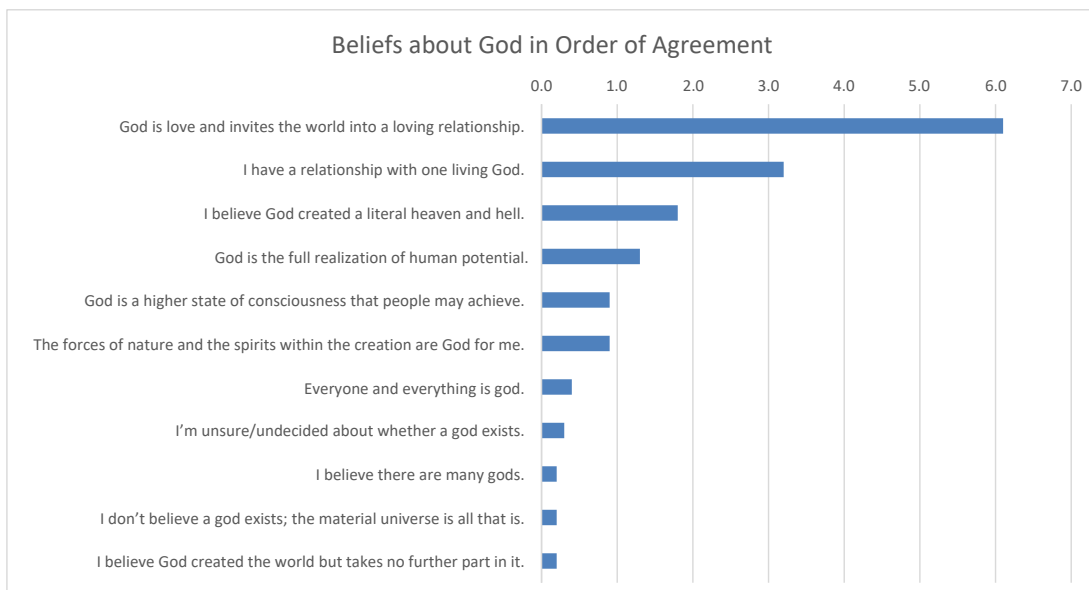 Beliefs about God in Order of Agreement
0.0 1.0 2.0 3.0 4.0 5.0 6.0 7.0
God is love and invites the world into a loving relationship.
I have a relationship with one living God.
I believe God created a literal heaven and hell.
God is the full realization of human potential.
God is a higher state of consciousness that people may achieve.
The forces of nature and the spirits within the creation are God for me.
Everyone and everything is god.
I’m unsure/undecided about whether a god exists.
I believe there are many gods.
I don’t believe a god exists; the material universe is all that is.
I believe God created the world but takes no further part in it.